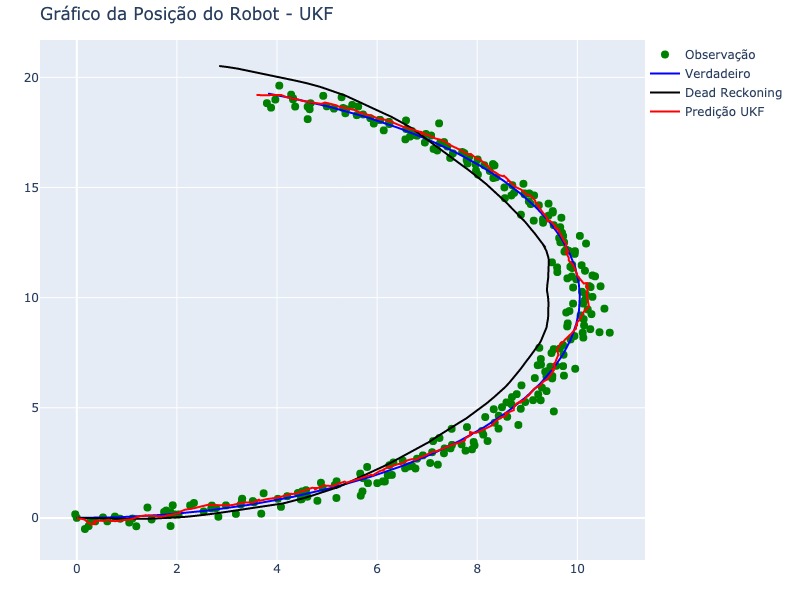 Gráfico da Posição do Robot - UKF
Observação
Verdadeiro
Dead Reckoning
Predição UKF
20
15
10
5
0
0 2 4 6 8 10